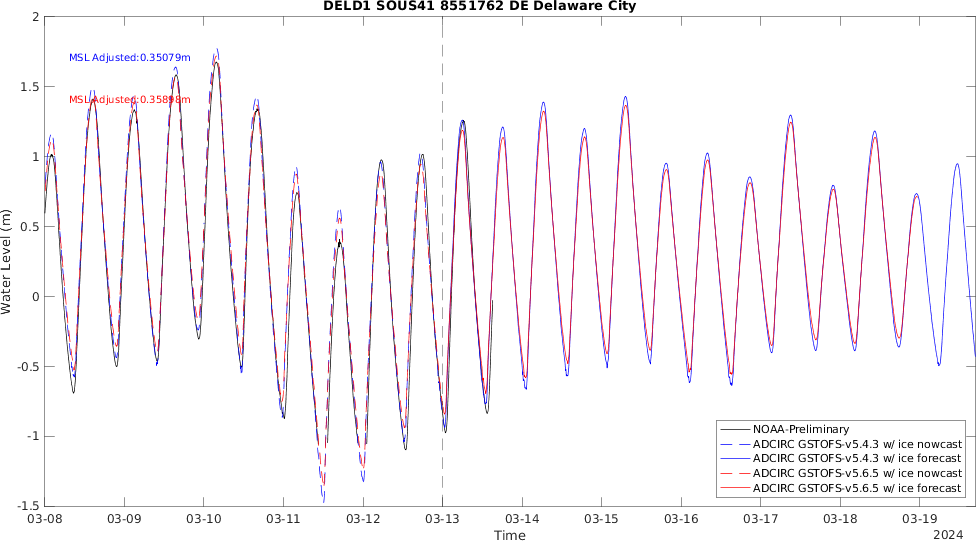 DELD1 SOUS41 8551762 DE Delaware City
2
1.5
1
0.5
0
-0.5
-1
-1.5
Water Level (m)
MSL Adjusted:0.35079m
MSL Adjusted:0.35898m
NOAA-Preliminary
ADCIRC GSTOFS-v5.4.3 w/ ice nowcast
ADCIRC GSTOFS-v5.4.3 w/ ice forecast
ADCIRC GSTOFS-v5.6.5 w/ ice nowcast
ADCIRC GSTOFS-v5.6.5 w/ ice forecast
03-08 03-09 03-10 03-11 03-12 03-13 03-14 03-15 03-16 03-17 03-18 03-19
Time
2024